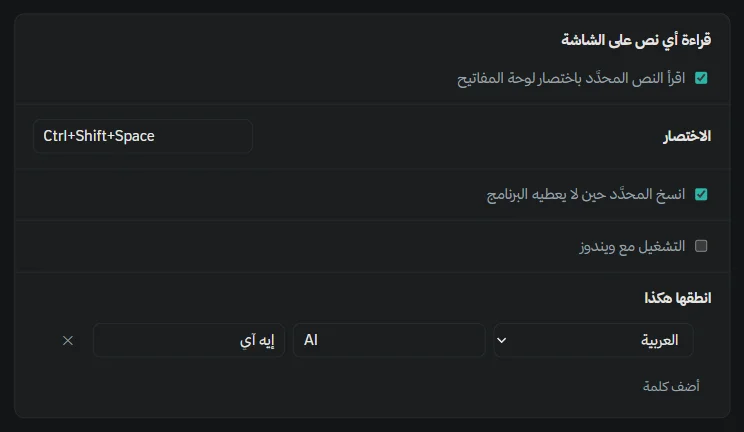 قراءة أي نص على الشاشة
اقرأ النص المحدَّد باختصار لوحة المفاتيح
الاختصار
Ctrl+Shift+Space
انسخ المحدَّد حين لا يعطيه البرنامج
التشغيل مع ويندوز
انطقها هكذا
العربية AI إيه آي
أضف كلمة